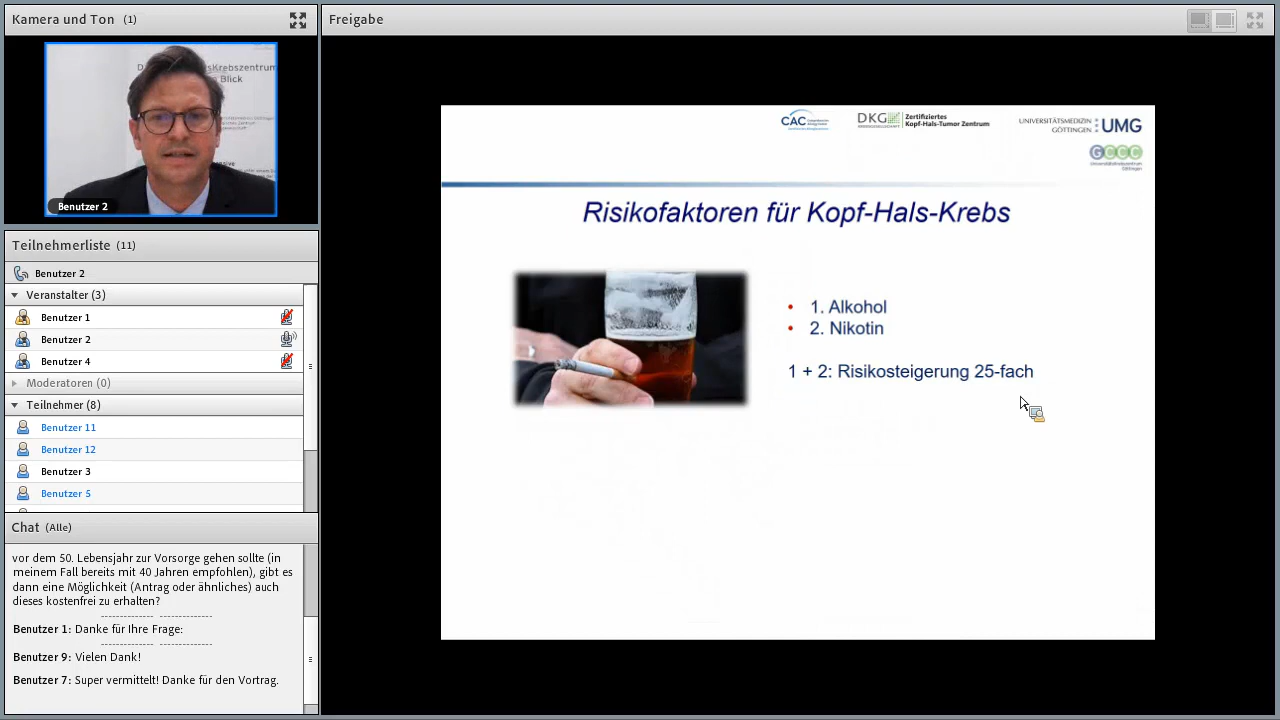 Kamera und Ton (1)
Freigabe
Benutzer 2
Teilnehmerliste (11)
Benutzer 2
Veranstalter (3)
Benutzer 1
Benutzer 2
Benutzer 4
Moderatoren (0)
Teilnehmer (8)
Benutzer 11
Benutzer 12
Benutzer 3
Benutzer 5
Chat (Alle)
vor dem 50. Lebensjahr zur Vorsorge gehen sollte (in
meinem Fall bereits mit 40 Jahren empfohlen), gibt es
dann eine Möglichkeit (Antrag oder ähnliches) auch
dieses kostenfrei zu erhalten?
-------------- --------------
Benutzer 1: Danke für Ihre Frage:
-------------- --------------
Benutzer 9: Vielen Dank!
Benutzer 7: Super vermittelt! Danke für den Vortrag.
CAC
DKG
Zertifiziertes
Kopf-Hals-Tumor Zentrum
UNIVERSITÄTSMEDIZIN
GÖTTINGEN
UMG
GCCC
Risikofaktoren für Kopf-Hals-Krebs
• 1. Alkohol
• 2. Nikotin
1 + 2: Risikosteigerung 25-fach